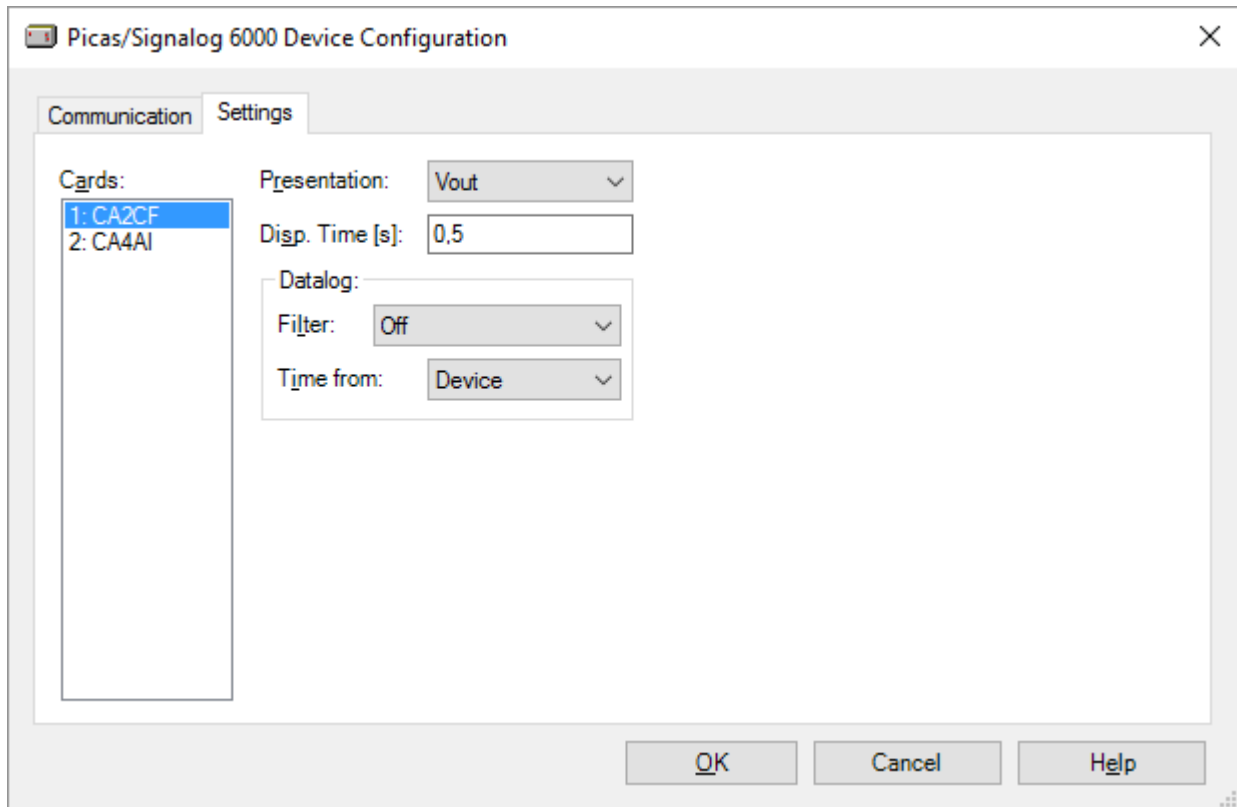 Picas/Signalog 6000 Device Configuration
Communication
Settings
Cards:
1: CA2CF
2: CA4AI
Presentation:
Vout
Disp. Time [s]:
0,5
Datalog:
Filter:
Off
Time from:
Device
OK
Cancel
Help